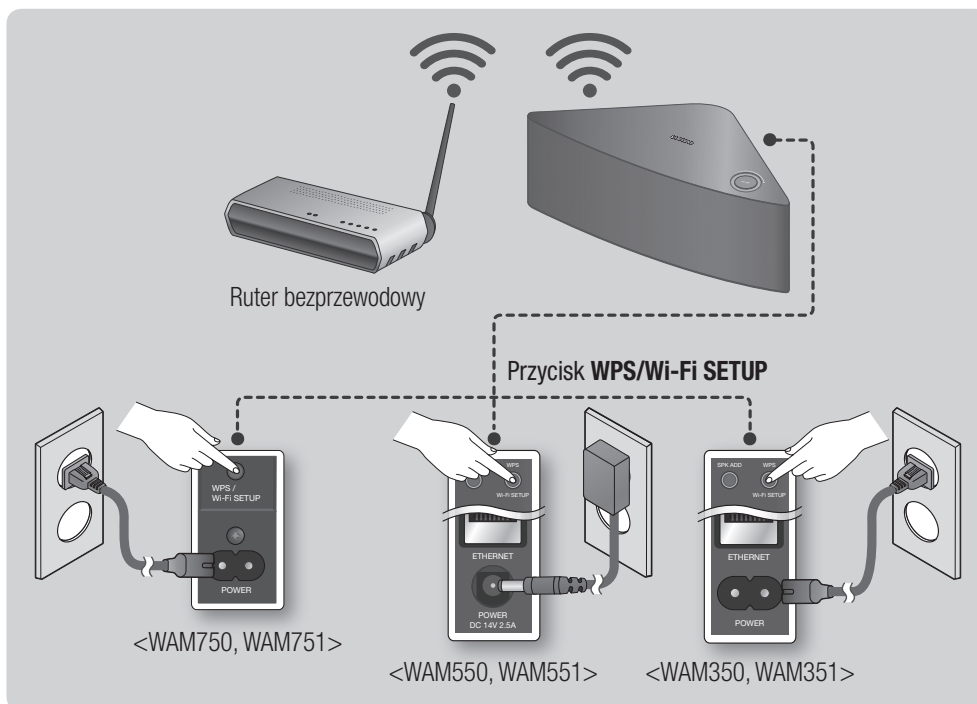 Ruter bezprzewodowy
Przycisk WPS/Wi-Fi SETUP
WPS /
Wi-Fi SETUP
POWER
<WAM750, WAM751>
WPS
Wi-Fi SETUP
ETHERNET
POWER
DC 14V 2.5A
<WAM550, WAM551>
SPK ADD
WPS
Wi-Fi SETUP
ETHERNET
POWER
<WAM350, WAM351>